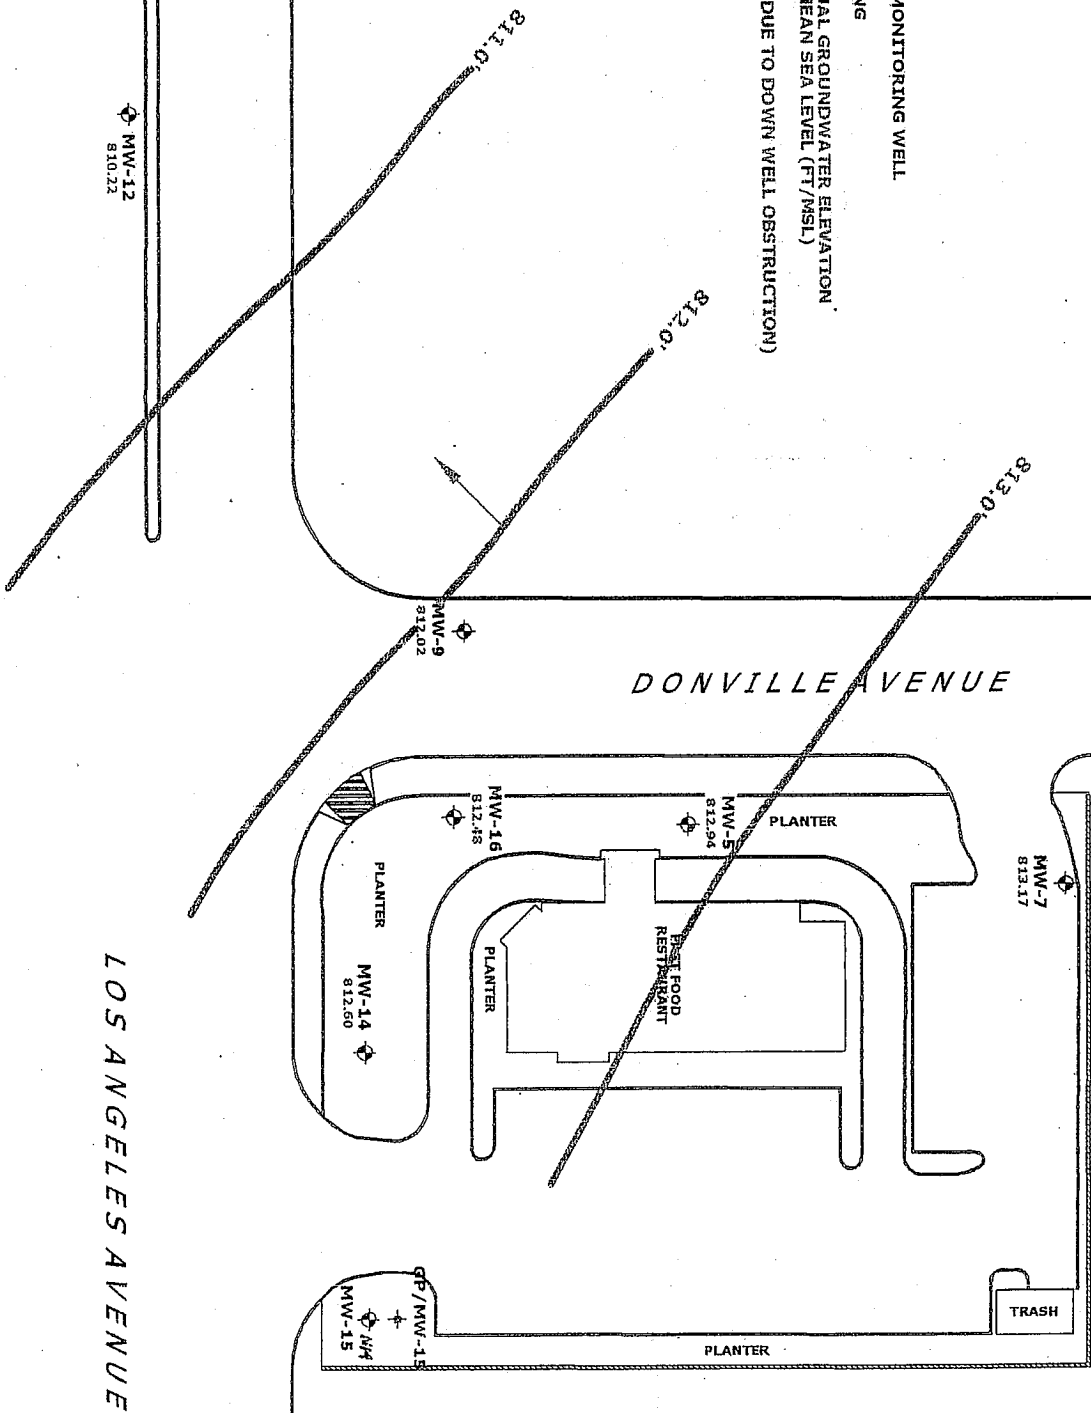 MONITORING WELL
NG
IAL GROUNDWATER ELEVATION
MEAN SEA LEVEL (FT/MSL)
DUE TO DOWN WELL OBSTRUCTION)
811.0'
812.0'
813.0'
MW-12
810.22
MW-9
812.02
DONVILLE AVENUE
MW-16
812.48
MW-5
812.94
PLANTER
MW-7
813.17
PLANTER
PLANTER
FAST FOOD
RESTAURANT
MW-14
812.60
LOS ANGELES AVENUE
GP/MW-15
MW-15
NM
TRASH
PLANTER